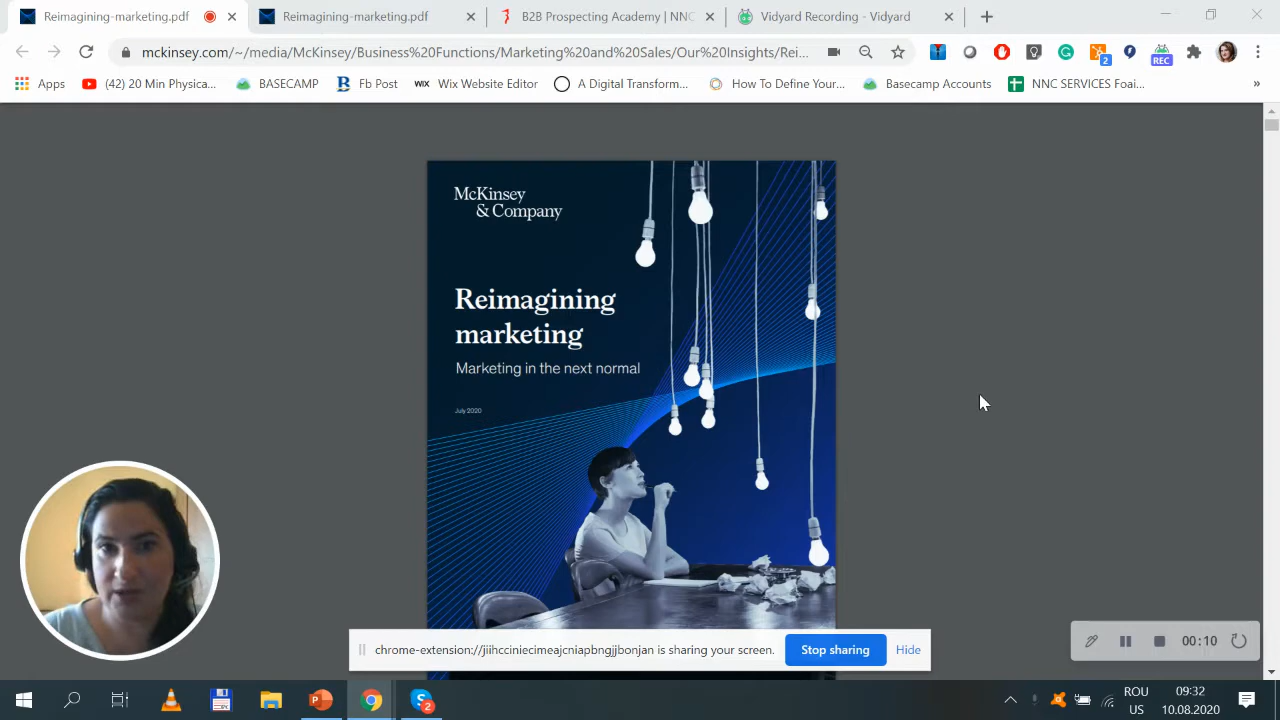 Reimagining-marketing.pdf
Reimagining-marketing.pdf
B2B Prospecting Academy | NNC
Vidyard Recording - Vidyard
mckinsey.com/~/media/McKinsey/Business%20Functions/Marketing%20and%20Sales/Our%20Insights/Rei...
2
REC
Apps
(42) 20 Min Physica...
BASECAMP
Fb Post
WIX Wix Website Editor
A Digital Transform...
How To Define Your...
Basecamp Accounts
NNC SERVICES Foai...
»
McKinsey
& Company
Reimagining
marketing
Marketing in the next normal
July 2020
chrome-extension://jiihcciniecimeajcniapbngjjbonjan is sharing your screen.
Stop sharing
Hide
00:10
2
ROU
US
09:32
10.08.2020